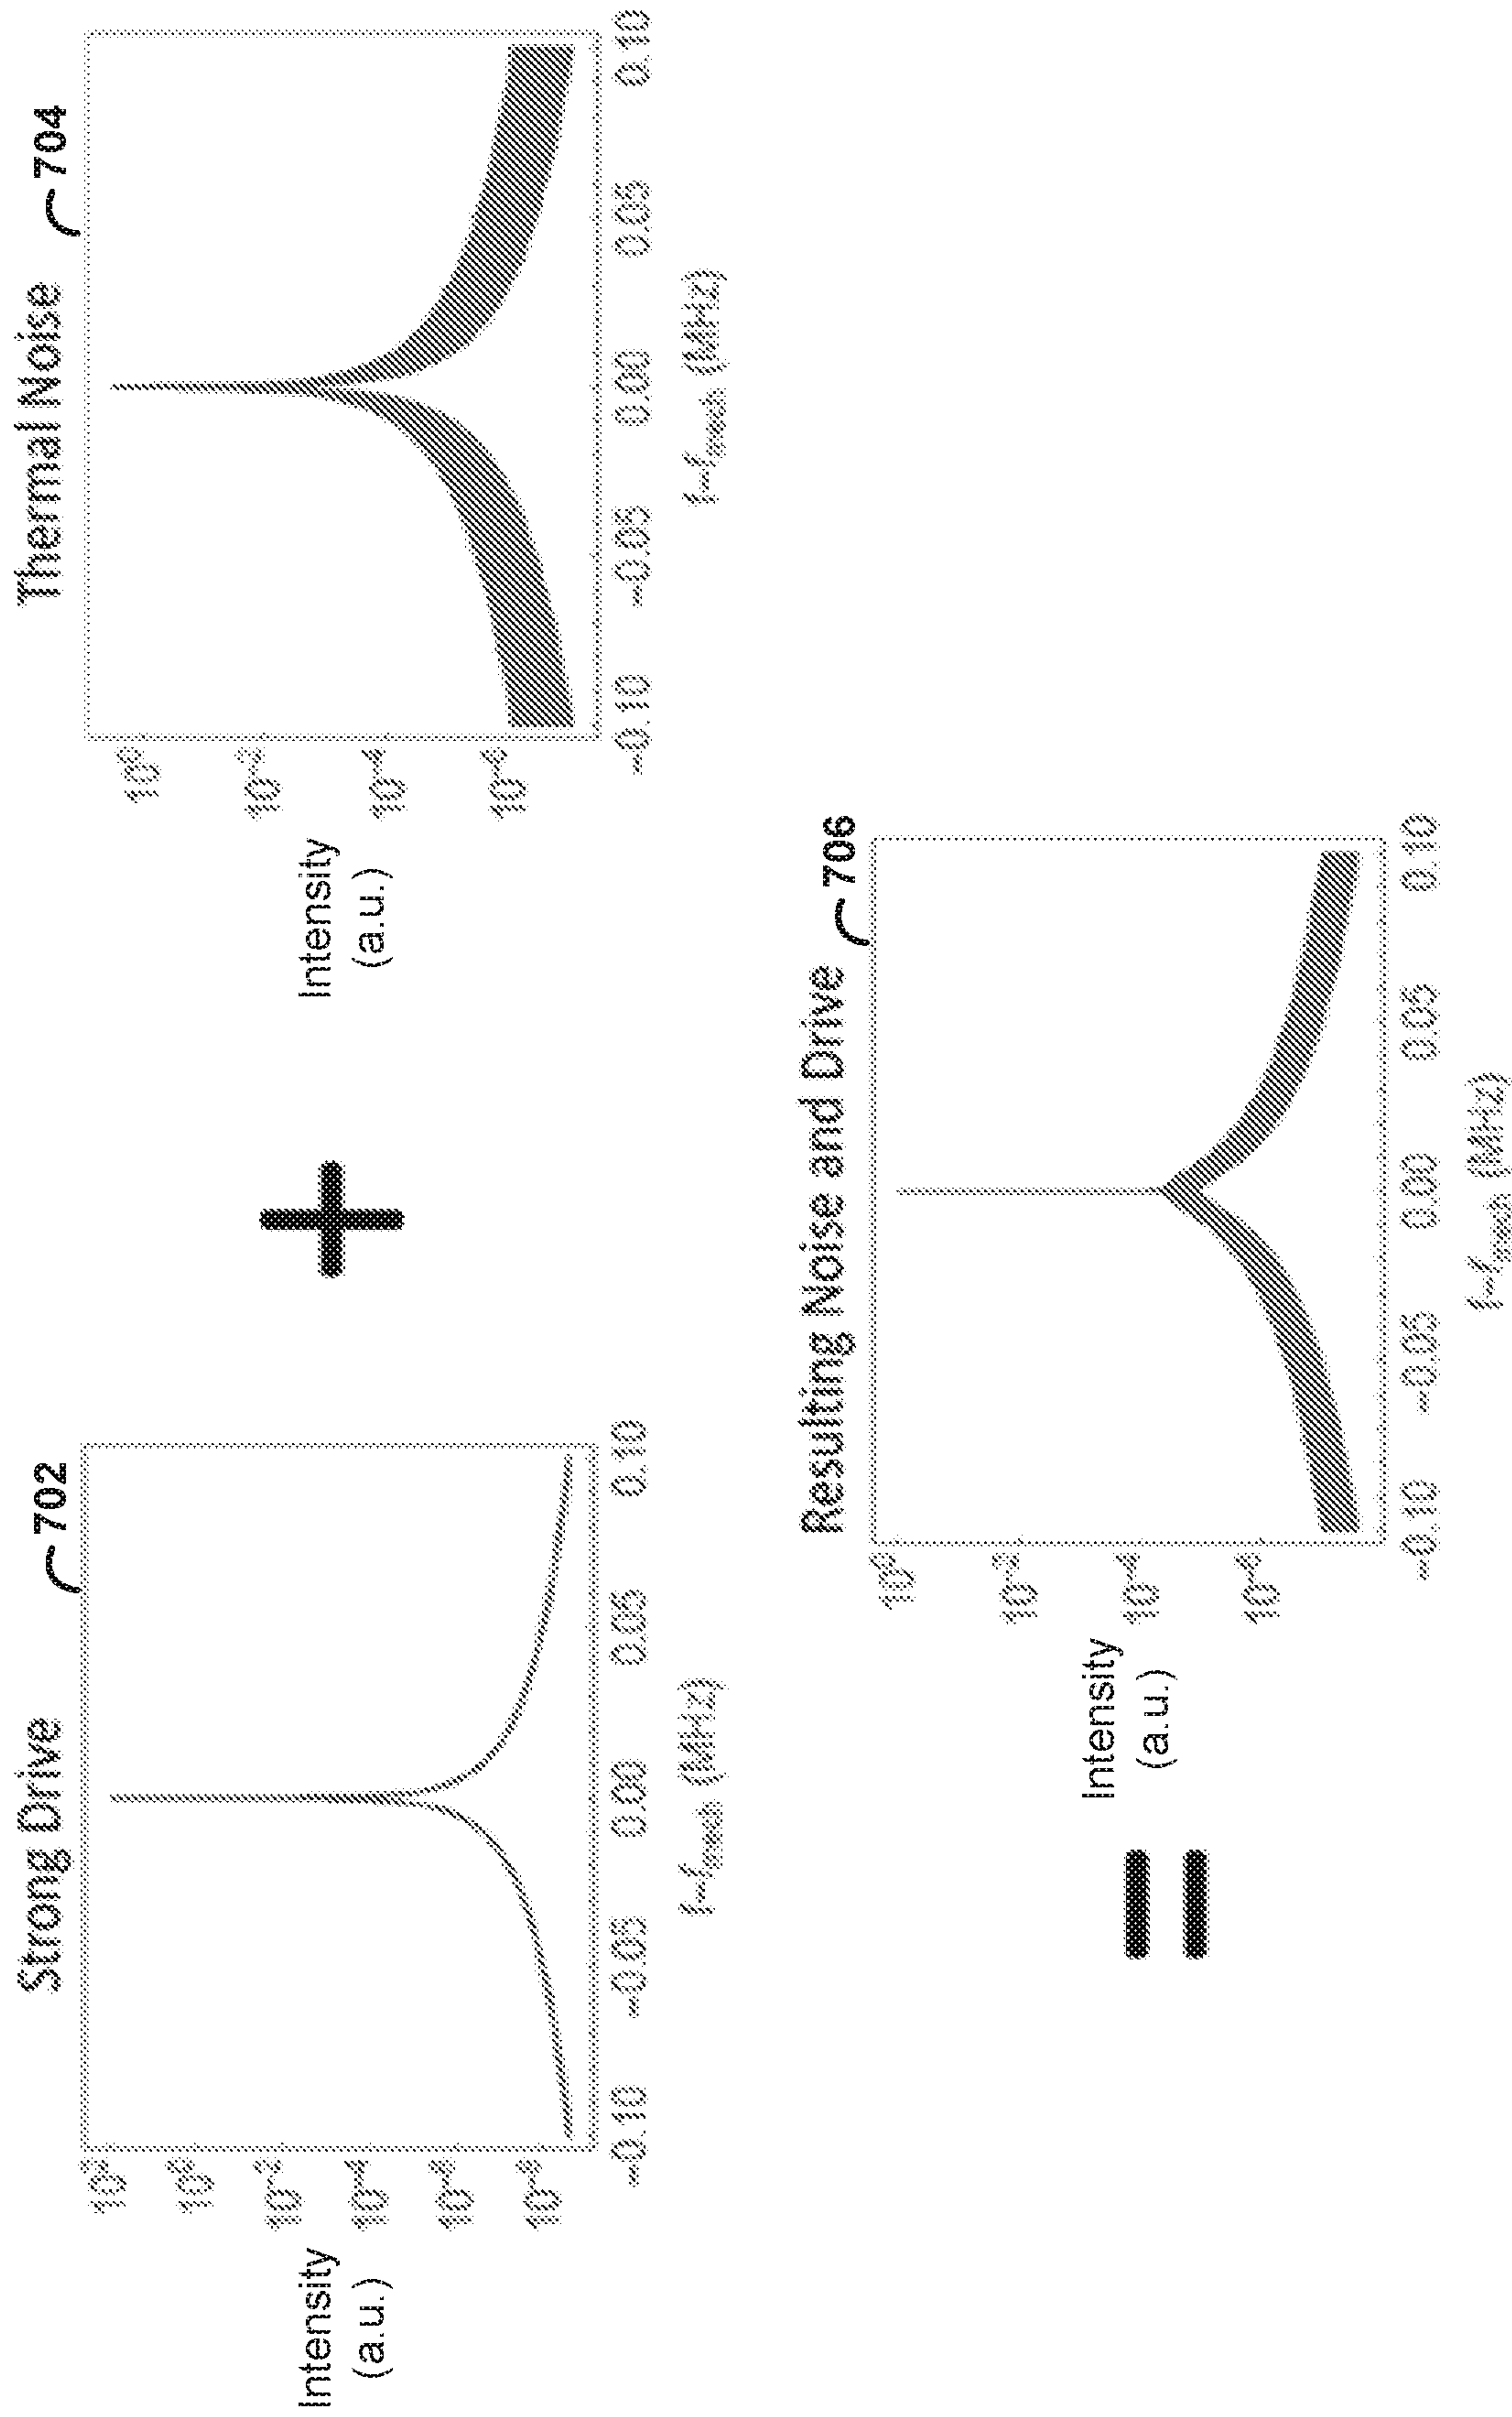 Strong Drive 702
Intensity
(a.u.)
10⁰
10⁻²
10⁻⁴
10⁻⁶
10⁻⁸
−0.10 −0.05 0.00 0.05 0.10
(MHz)
+
Thermal Noise 704
Intensity
(a.u.)
10⁰
10⁻²
10⁻⁴
10⁻⁶
−0.10 −0.05 0.00 0.05 0.10
(MHz)
=
Resulting Noise and Drive 706
Intensity
(a.u.)
10⁰
10⁻²
10⁻⁴
10⁻⁶
−0.10 −0.05 0.00 0.05 0.10
(MHz)